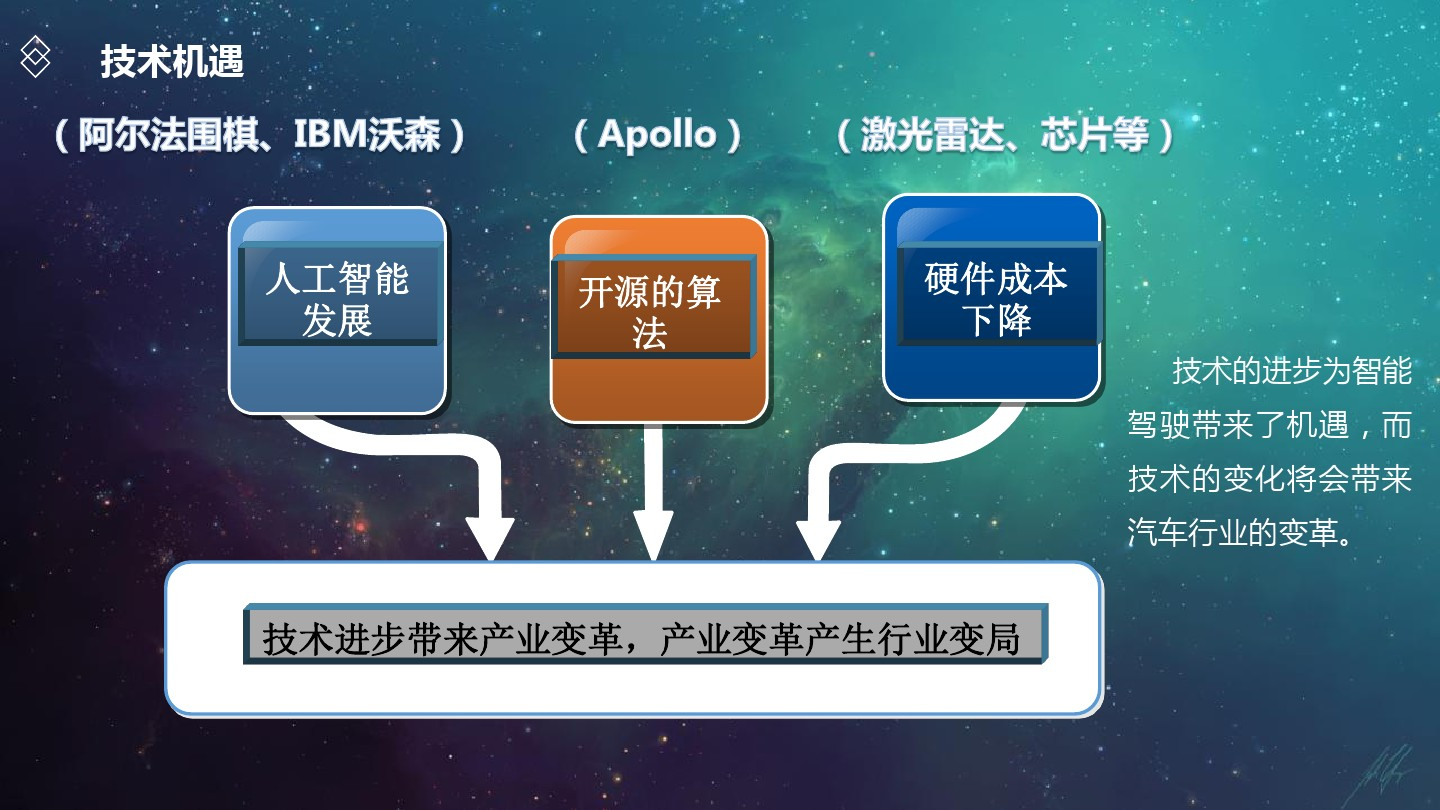 技术机遇
（阿尔法围棋、IBM沃森）
（Apollo）
（激光雷达、芯片等）
人工智能
发展
开源的算
法
硬件成本
下降
技术的进步为智能
驾驶带来了机遇，而
技术的变化将会带来
汽车行业的变革。
技术进步带来产业变革，产业变革产生行业变局